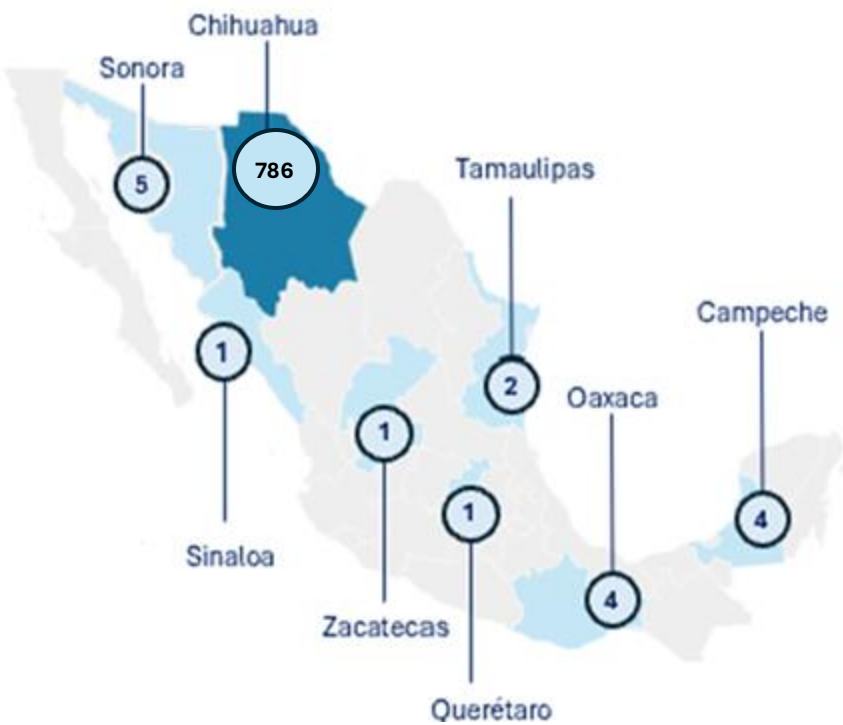 Chihuahua
Sonora
786
5
Tamaulipas
Campeche
1
2
Oaxaca
1
1
4
Sinaloa
4
Zacatecas
Querétaro